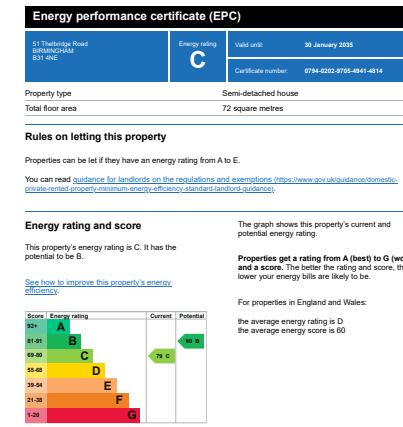 Energy performance certificate (EPC)
51 Thelbridge Road
BIRMINGHAM
B31 4NE
Energy rating
C
Valid until:
30 January 2035
Certificate number:
0794-0202-9705-4941-4814
Property type
Semi-detached house
Total floor area
72 square metres
Rules on letting this property
Properties can be let if they have an energy rating from A to E.
You can read guidance for landlords on the regulations and exemptions (https://www.gov.uk/guidance/domestic-
private-rented-property-minimum-energy-efficiency-standard-landlord-guidance).
Energy rating and score
This property's energy rating is C. It has the
potential to be B.
See how to improve this property's energy
efficiency.
Score Energy rating Current Potential
92+ A
81-91 B 90 B
69-80 C 79 C
55-68 D
39-54 E
21-38 F
1-20 G
The graph shows this property's current and
potential energy rating.
Properties get a rating from A (best) to G (wo
and a score. The better the rating and score, th
lower your energy bills are likely to be.
For properties in England and Wales:
the average energy rating is D
the average energy score is 60